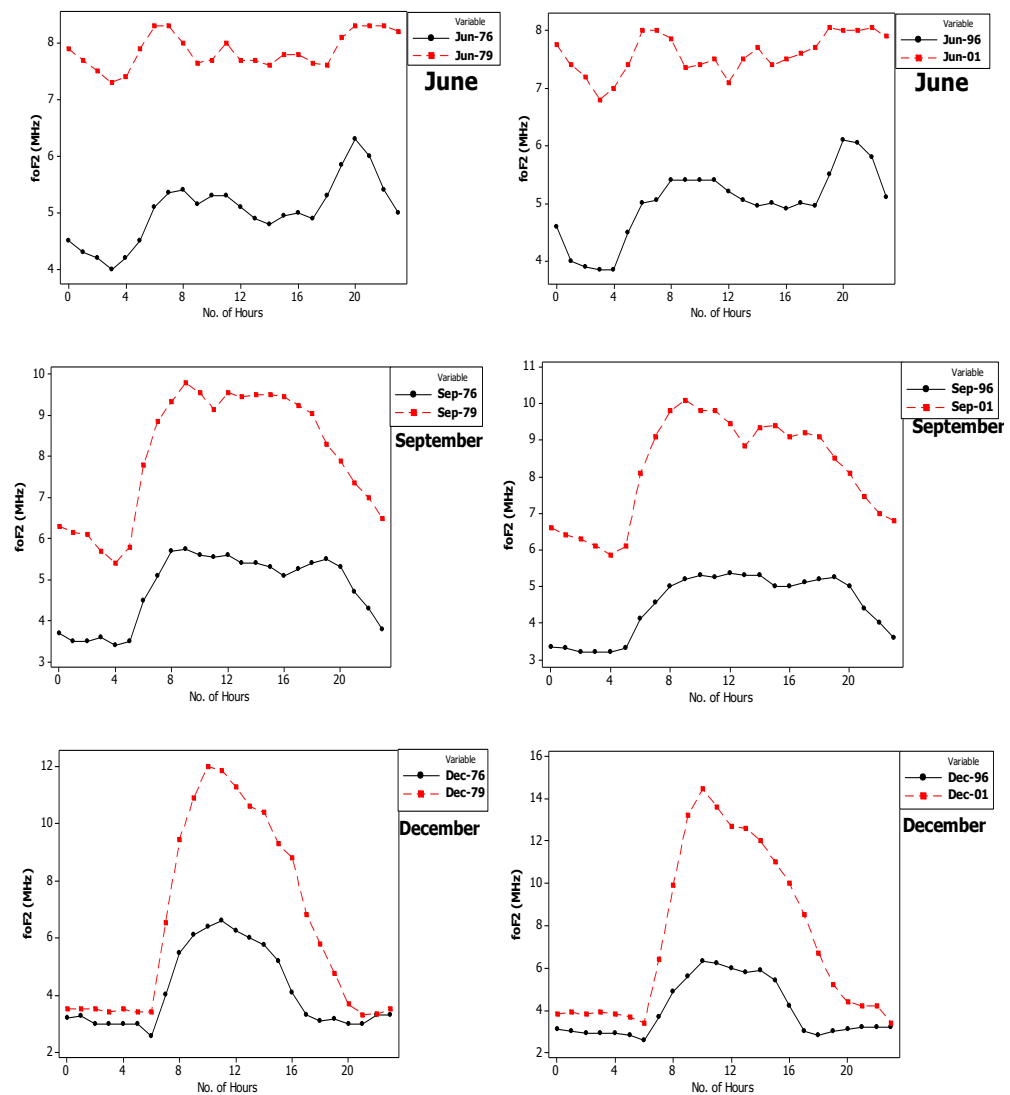 Variable
Jun-76
Jun-79
June
foF2 (MHz)
8
7
6
5
4
0 4 8 12 16 20
No. of Hours
Variable
Jun-96
Jun-01
June
foF2 (MHz)
8
7
6
5
4
0 4 8 12 16 20
No. of Hours
Variable
Sep-76
Sep-79
September
foF2 (MHz)
10
9
8
7
6
5
4
3
0 4 8 12 16 20
No. of Hours
Variable
Sep-96
Sep-01
September
foF2 (MHz)
11
10
9
8
7
6
5
4
3
0 4 8 12 16 20
No. of Hours
Variable
Dec-76
Dec-79
December
foF2 (MHz)
12
10
8
6
4
2
0 4 8 12 16 20
No. of Hours
Variable
Dec-96
Dec-01
December
foF2 (MHz)
16
14
12
10
8
6
4
2
0 4 8 12 16 20
No. of Hours